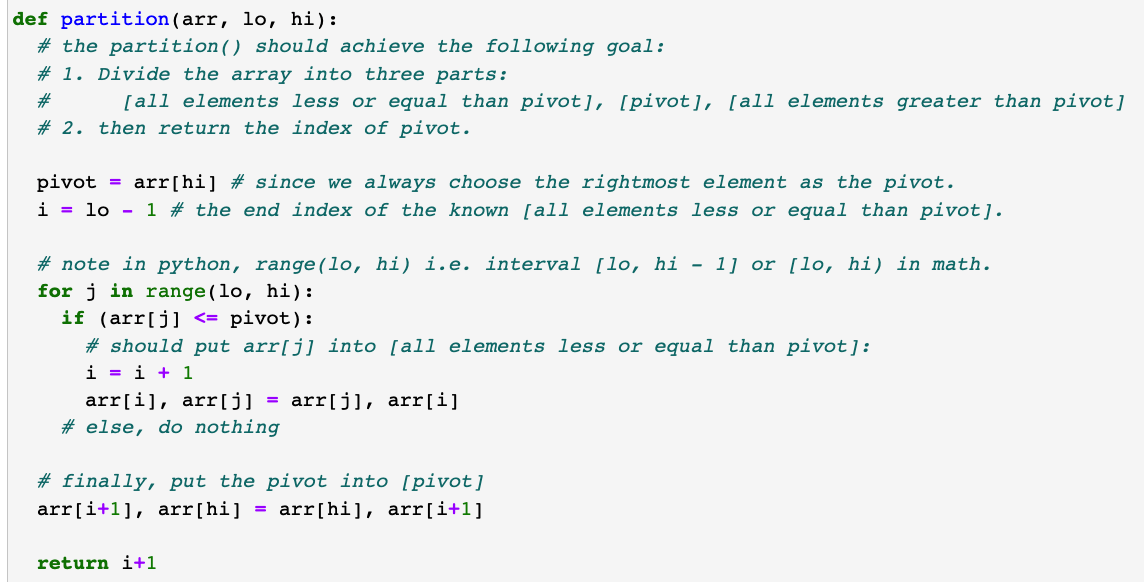 def partition(arr, lo, hi):
  # the partition() should achieve the following goal:
  # 1. Divide the array into three parts:
  #      [all elements less or equal than pivot], [pivot], [all elements greater than pivot]
  # 2. then return the index of pivot.

  pivot = arr[hi] # since we always choose the rightmost element as the pivot.
  i = lo - 1 # the end index of the known [all elements less or equal than pivot].

  # note in python, range(lo, hi) i.e. interval [lo, hi - 1] or [lo, hi) in math.
  for j in range(lo, hi):
    if (arr[j] <= pivot):
      # should put arr[j] into [all elements less or equal than pivot]:
      i = i + 1
      arr[i], arr[j] = arr[j], arr[i]
    # else, do nothing

  # finally, put the pivot into [pivot]
  arr[i+1], arr[hi] = arr[hi], arr[i+1]

  return i+1